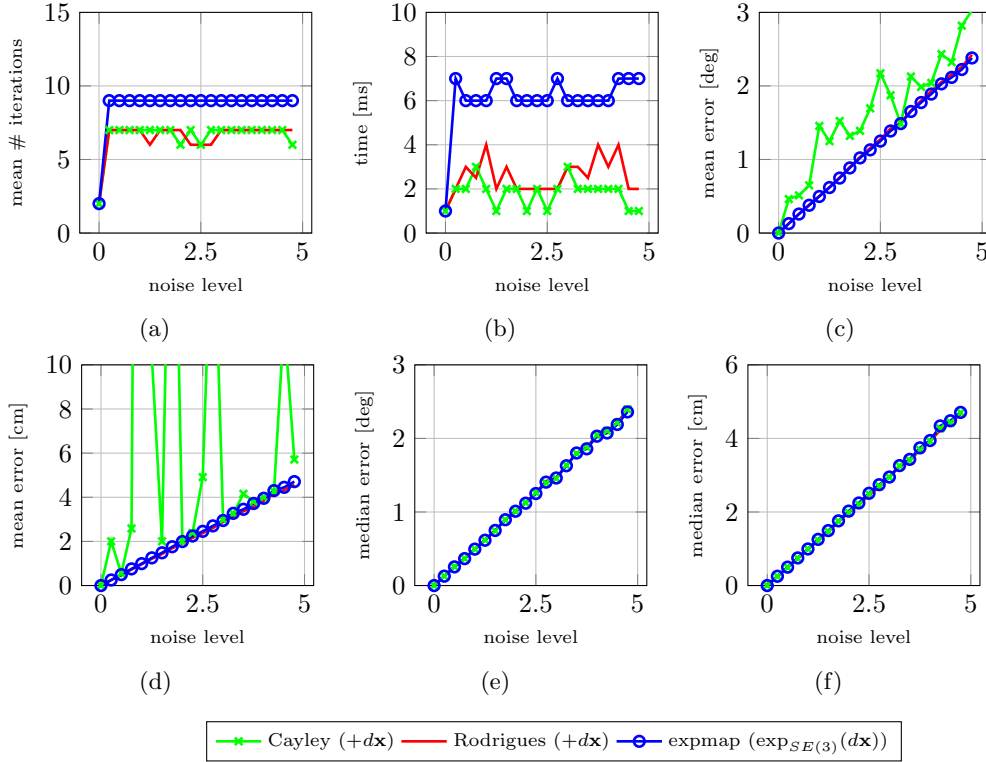 15
10
5
0
0
2.5
5
mean # iterations
noise level
(a)
10
8
6
4
2
0
0
2.5
5
time [ms]
noise level
(b)
3
2
1
0
0
2.5
5
mean error [deg]
noise level
(c)
10
8
6
4
2
0
0
2.5
5
mean error [cm]
noise level
(d)
3
2
1
0
0
2.5
5
median error [deg]
noise level
(e)
6
4
2
0
0
2.5
5
median error [cm]
noise level
(f)
Cayley (+dx) Rodrigues (+dx) expmap (exp_{SE(3)}(dx))